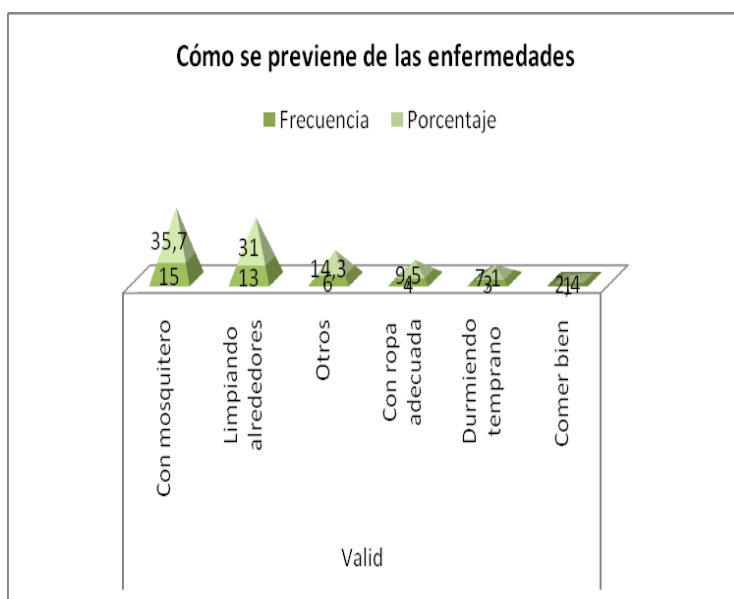 Cómo se previene de las enfermedades
Frecuencia Porcentaje
35,7 31 14,3 9,5 7,1 2,4
15 13 6 4 3 1
Con mosquitero
Limpiando
alrededores
Otros
Con ropa
adecuada
Durmiendo
temprano
Comer bien
Valid